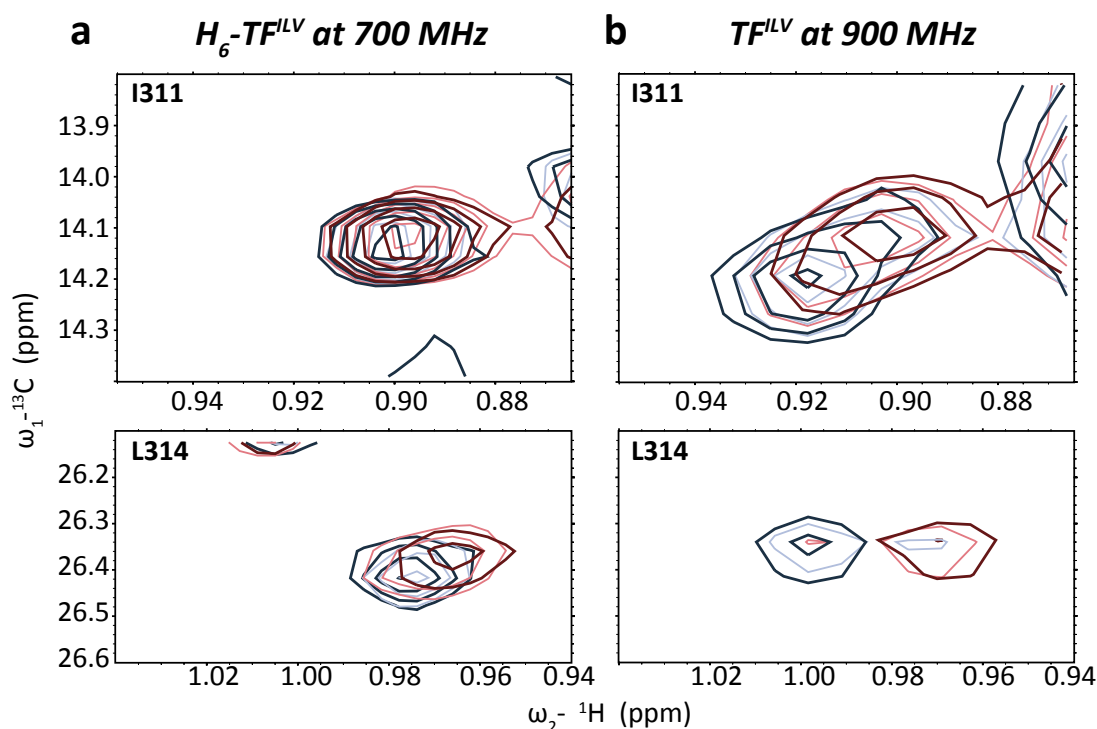 a H₆-TFᴵᴸⱽ at 700 MHz b TFᴵᴸⱽ at 900 MHz
I311 I311
13.9
14.0
14.1
14.2
14.3
0.94 0.92 0.90 0.88 0.94 0.92 0.90 0.88
ω₁-¹³C (ppm)
L314 L314
26.2
26.3
26.4
26.5
26.6
1.02 1.00 0.98 0.96 0.94 1.02 1.00 0.98 0.96 0.94
ω₂- ¹H (ppm)